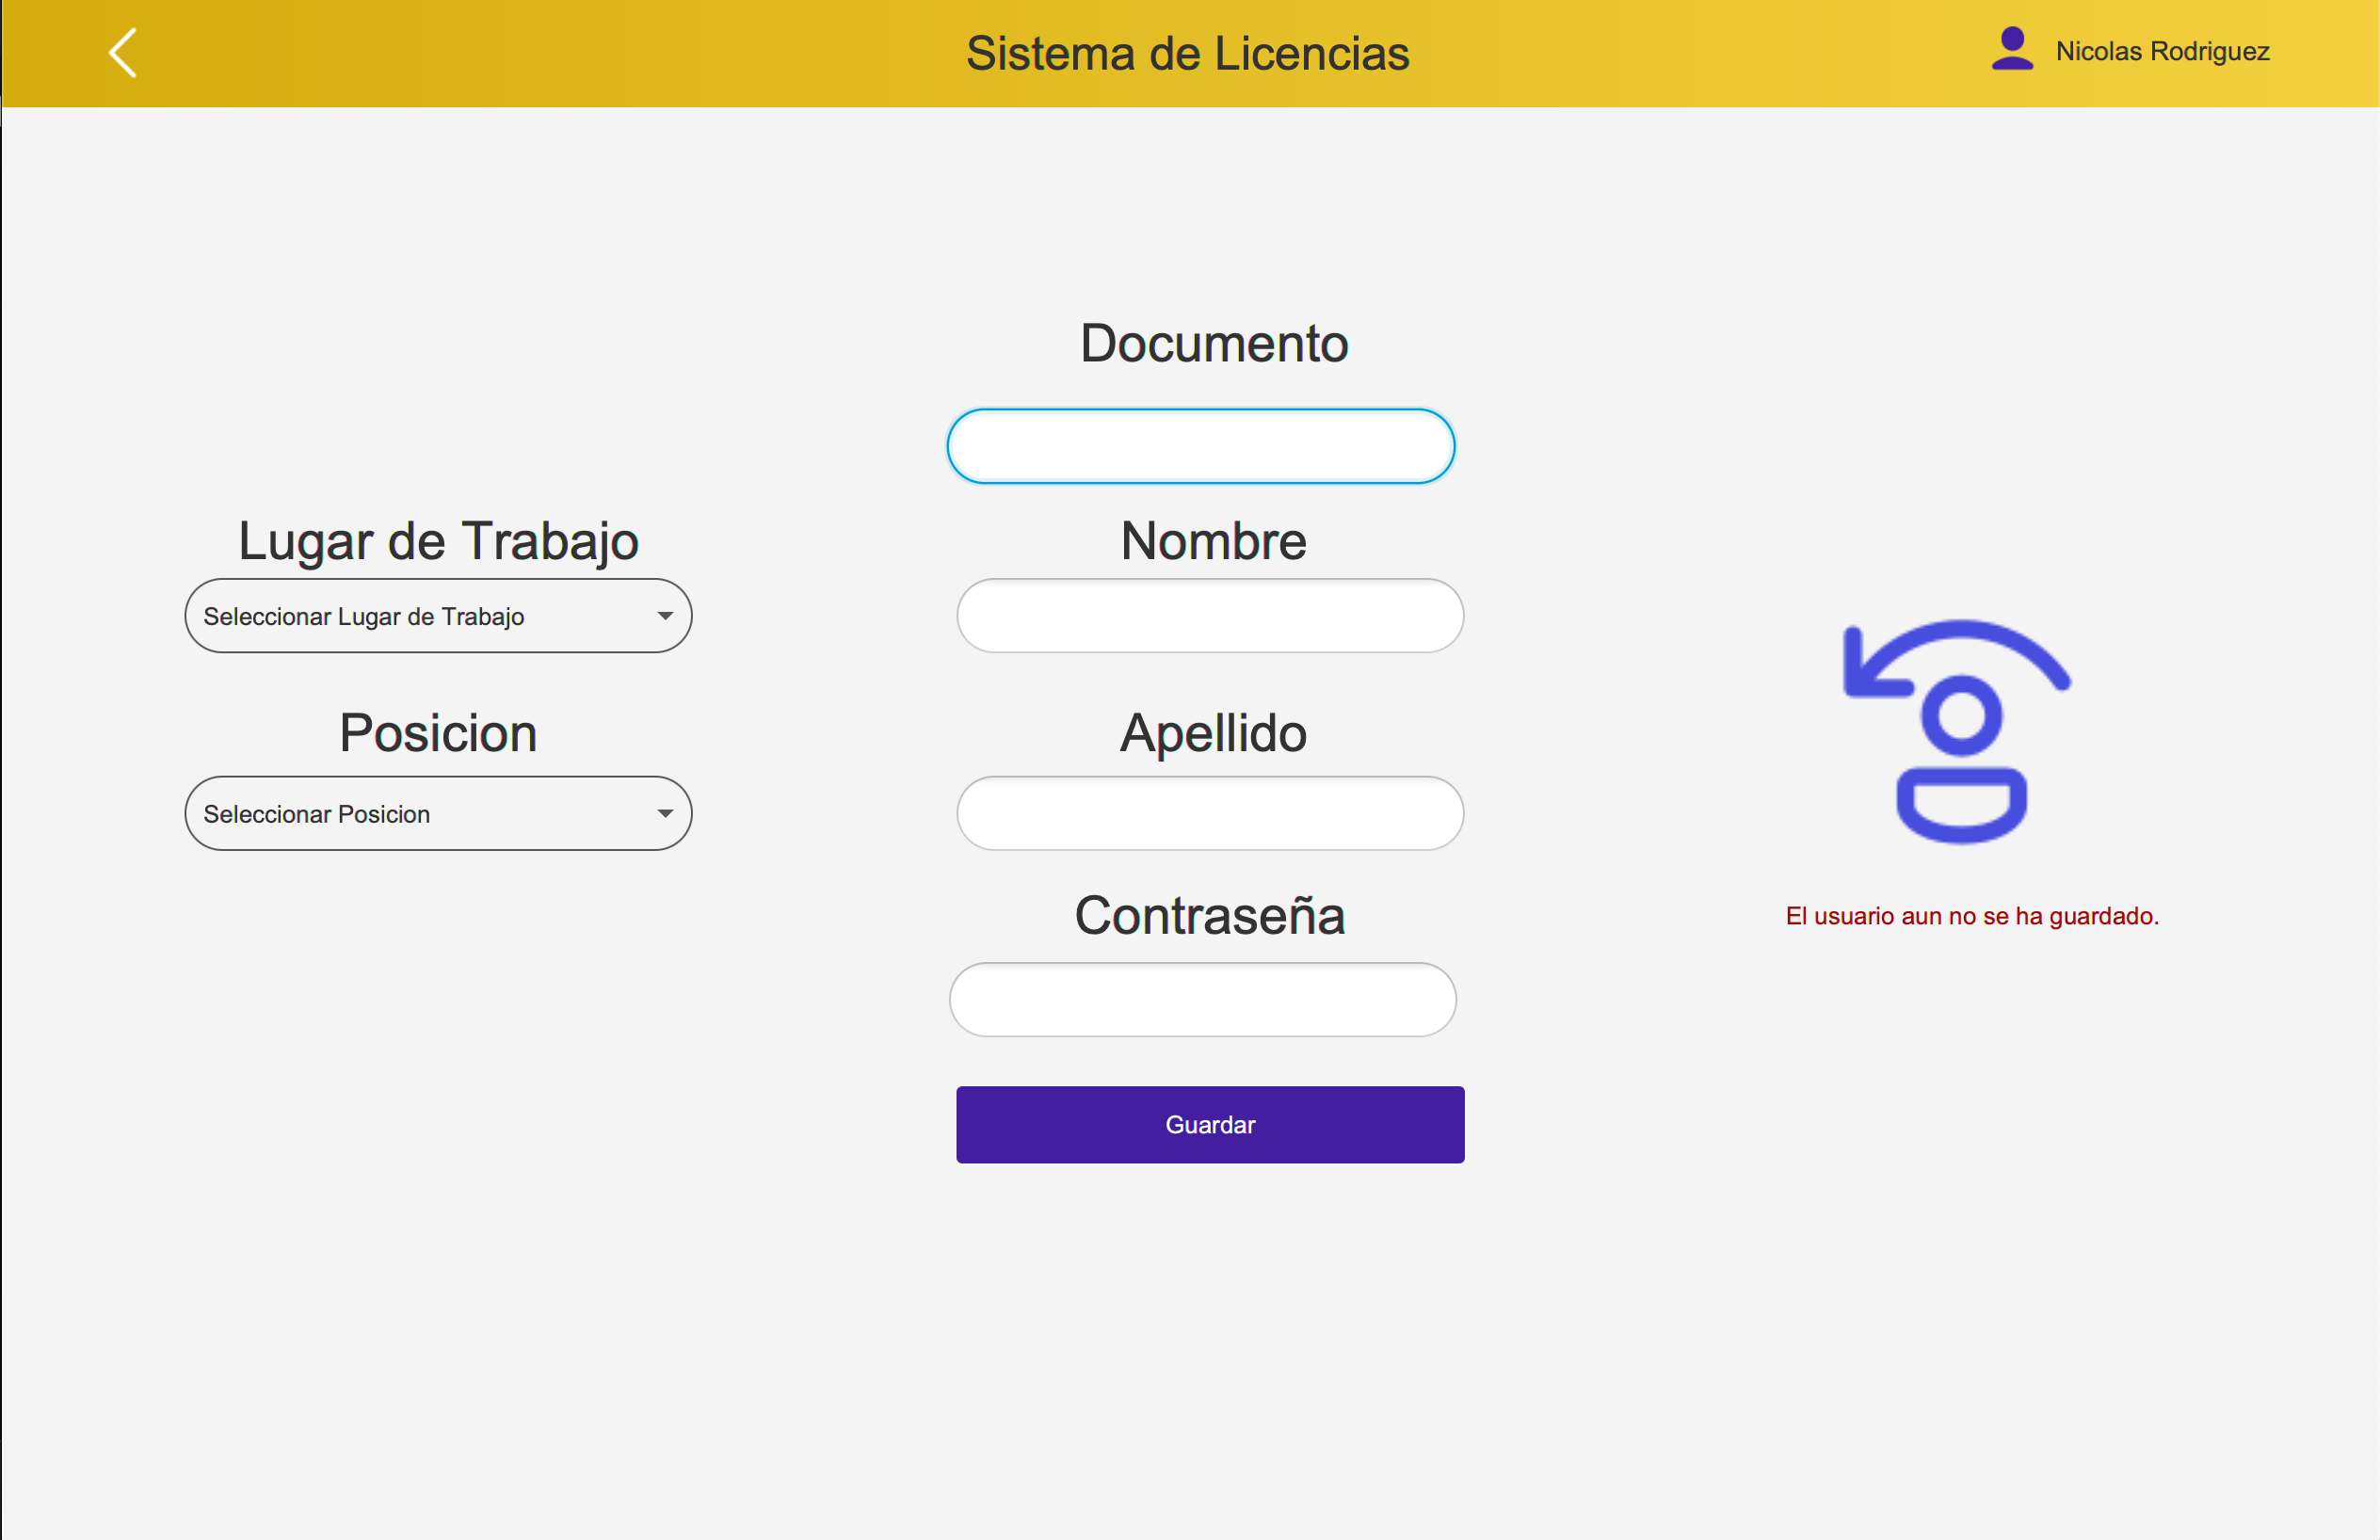 Sistema de Licencias
Nicolas Rodriguez
Documento
Lugar de Trabajo
Seleccionar Lugar de Trabajo
Posicion
Seleccionar Posicion
Nombre
Apellido
Contraseña
Guardar
El usuario aun no se ha guardado.